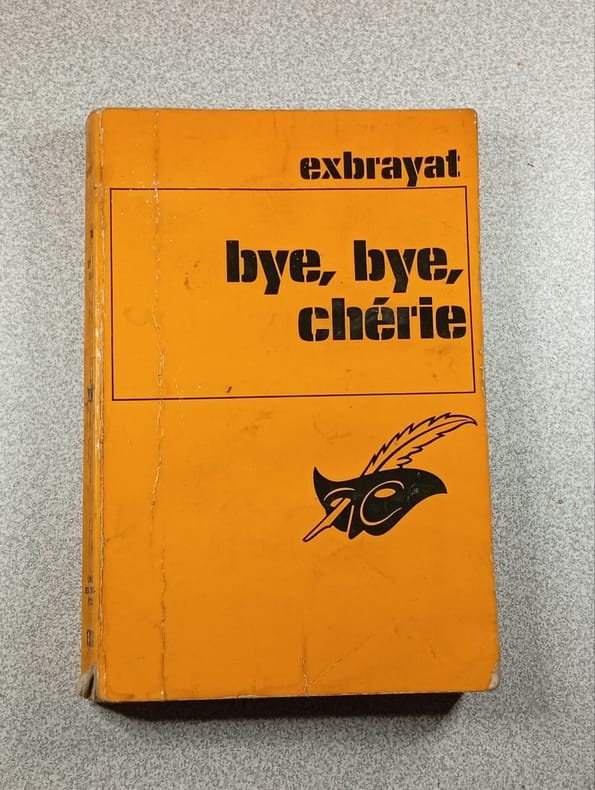 exbrayat
bye, bye,
chérie